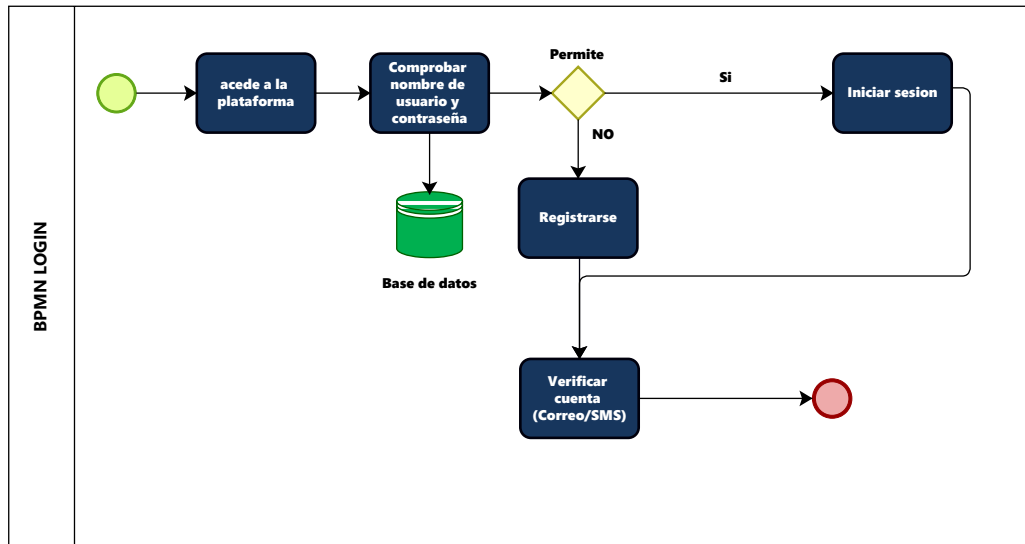 BPMN LOGIN
acede a la
plataforma
Comprobar
nombre de
usuario y
contraseña
Permite
Si
Iniciar sesion
NO
Registrarse
Base de datos
Verificar
cuenta
(Correo/SMS)